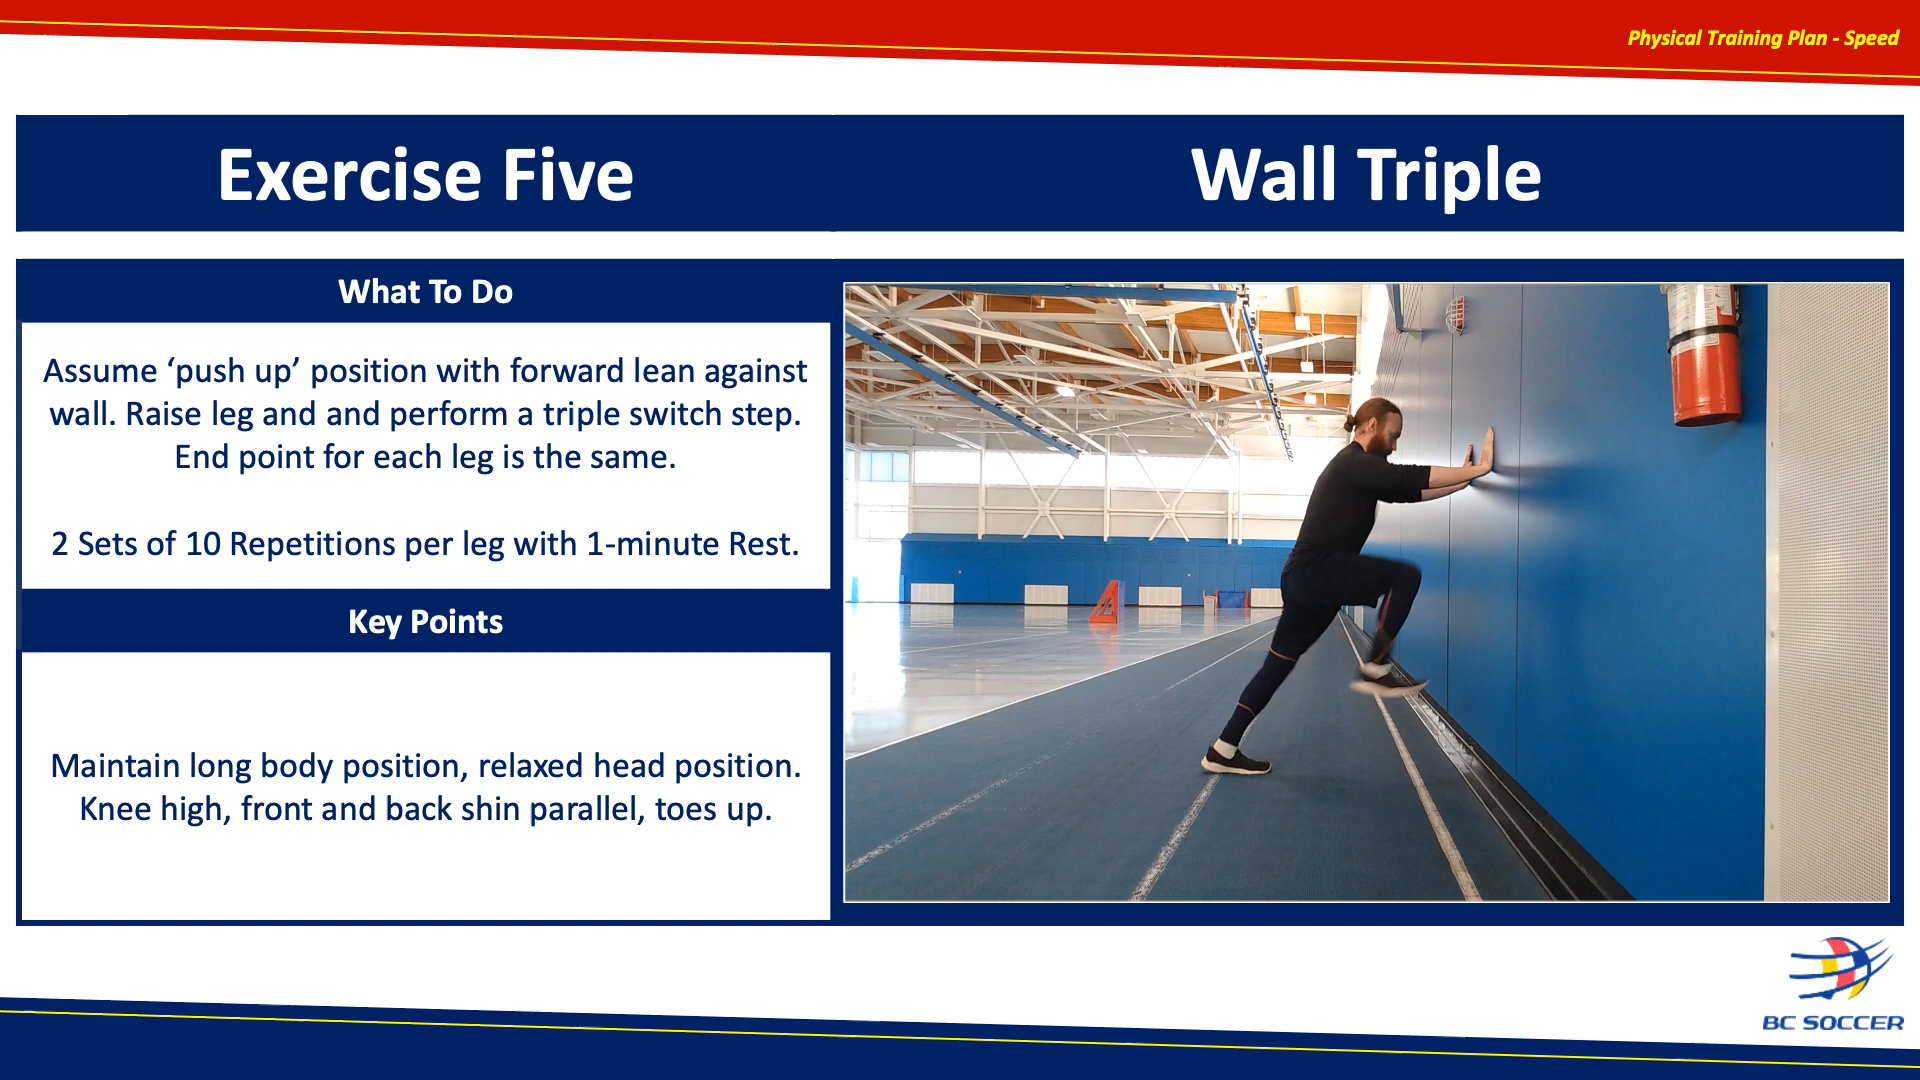 Physical Training Plan - Speed
Exercise Five
Wall Triple
What To Do
Assume ‘push up’ position with forward lean against
wall. Raise leg and and perform a triple switch step.
End point for each leg is the same.
2 Sets of 10 Repetitions per leg with 1-minute Rest.
Key Points
Maintain long body position, relaxed head position.
Knee high, front and back shin parallel, toes up.
BC SOCCER